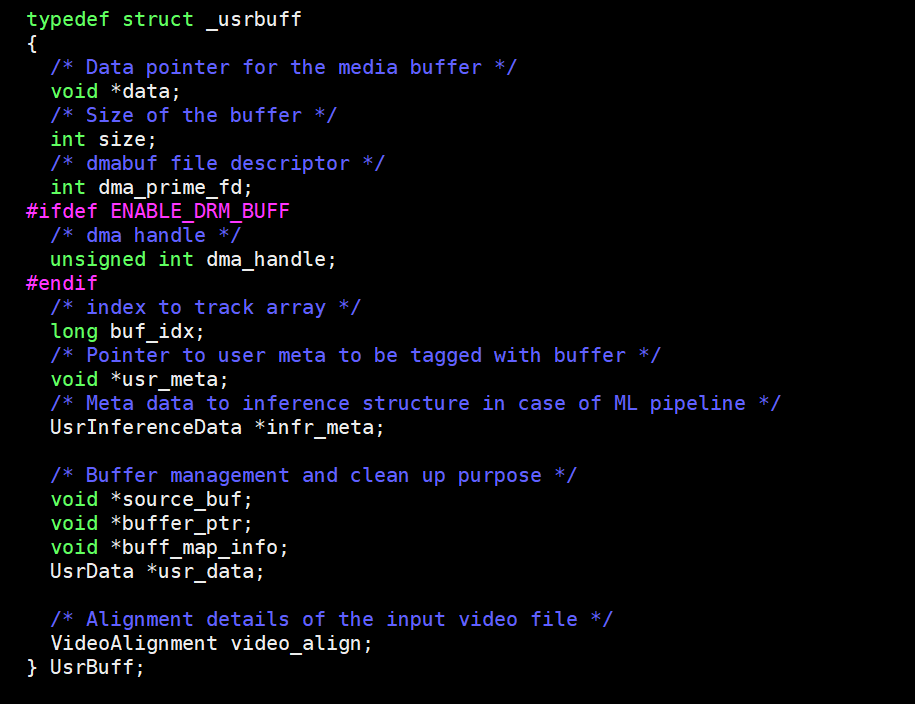 typedef struct _usrbuff
{
  /* Data pointer for the media buffer */
  void *data;
  /* Size of the buffer */
  int size;
  /* dmabuf file descriptor */
  int dma_prime_fd;
#ifdef ENABLE_DRM_BUFF
  /* dma handle */
  unsigned int dma_handle;
#endif
  /* index to track array */
  long buf_idx;
  /* Pointer to user meta to be tagged with buffer */
  void *usr_meta;
  /* Meta data to inference structure in case of ML pipeline */
  UsrInferenceData *infr_meta;

  /* Buffer management and clean up purpose */
  void *source_buf;
  void *buffer_ptr;
  void *buff_map_info;
  UsrData *usr_data;

  /* Alignment details of the input video file */
  VideoAlignment video_align;
} UsrBuff;